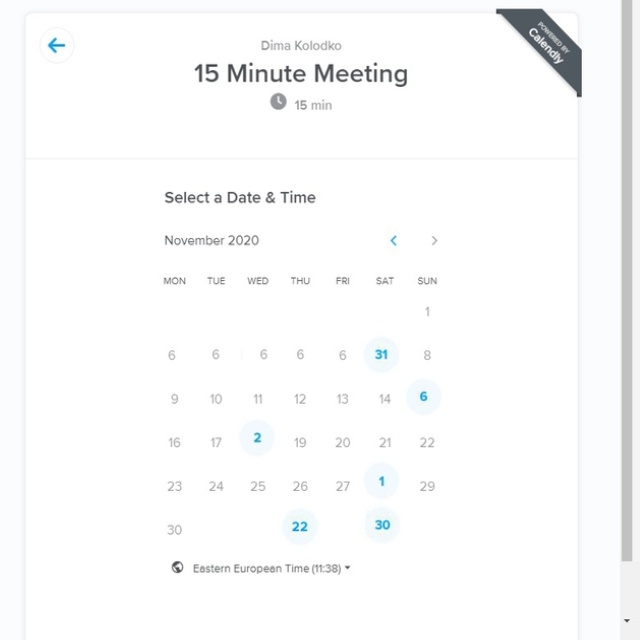 POWERED BY
Calendly
Dima Kolodko
15 Minute Meeting
15 min
Select a Date & Time
November 2020
MON TUE WED THU FRI SAT SUN
1
6 6 6 6 6 31 8
9 10 11 12 13 14 6
16 17 2 19 20 21 22
23 24 25 26 27 1 29
30 22 30
Eastern European Time (11:38)